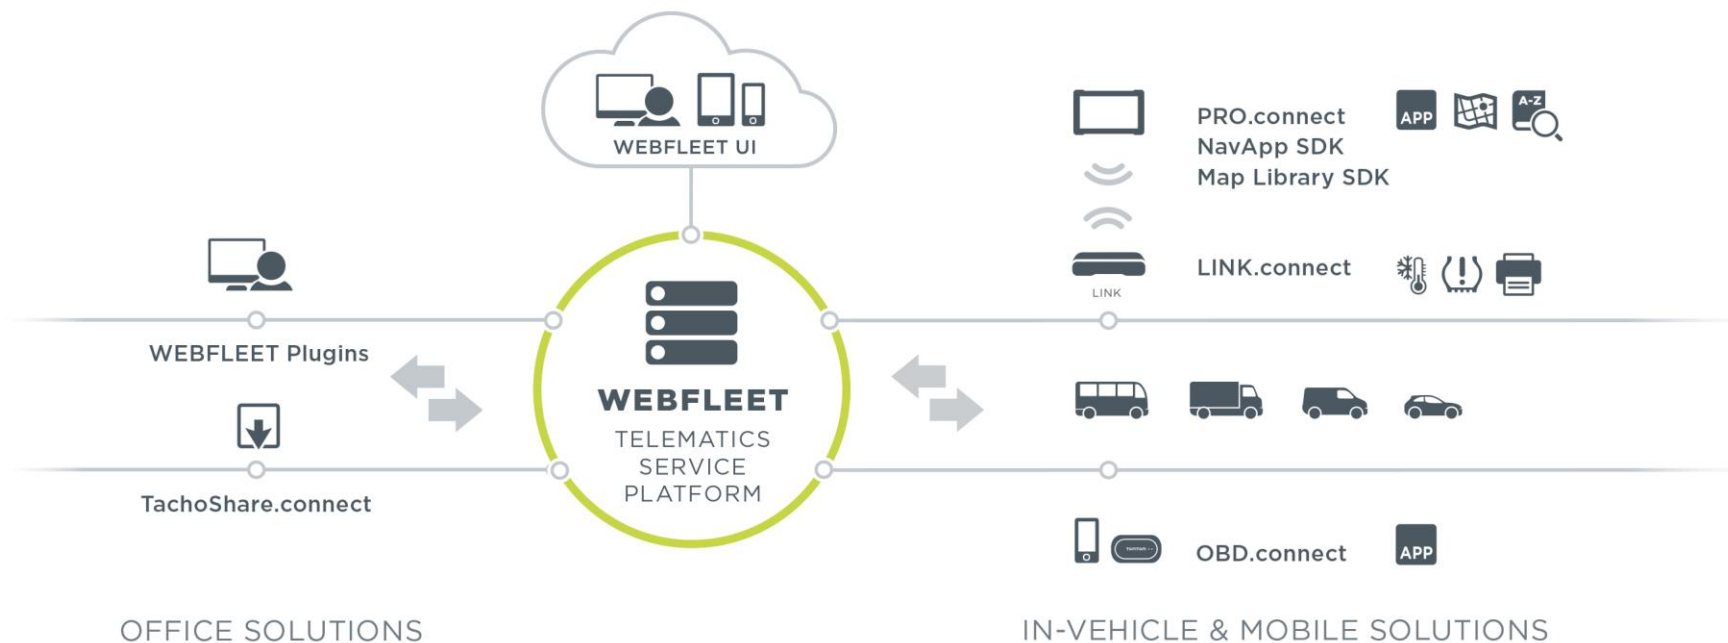 WEBFLEET UI
PRO.connect
NavApp SDK
Map Library SDK
APP
A-Z
LINK.connect
LINK
WEBFLEET Plugins
WEBFLEET
TELEMATICS
SERVICE
PLATFORM
TachoShare.connect
OBD.connect
APP
OFFICE SOLUTIONS
IN-VEHICLE & MOBILE SOLUTIONS